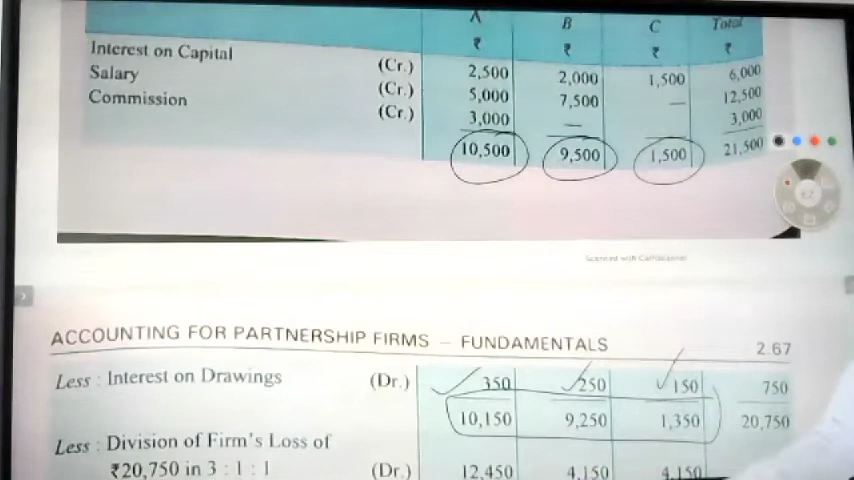 A B C Total
₹ ₹ ₹ ₹
Interest on Capital (Cr.) 2,500 2,000 1,500 6,000
Salary (Cr.) 5,000 7,500 — 12,500
Commission (Cr.) 3,000 — 3,000
10,500 9,500 1,500 21,500
Scanned with CamScanner
ACCOUNTING FOR PARTNERSHIP FIRMS – FUNDAMENTALS 2.67
Less : Interest on Drawings (Dr.) 350 250 150 750
10,150 9,250 1,350 20,750
Less : Division of Firm's Loss of
₹20,750 in 3 : 1 : 1 (Dr.) 12,450 4,150 4,150